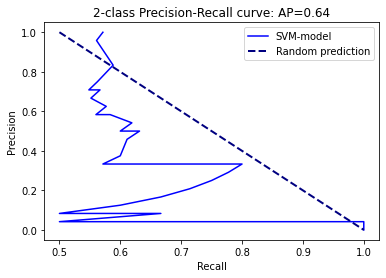 2-class Precision-Recall curve: AP=0.64
SVM-model
Random prediction
Precision
1.0
0.8
0.6
0.4
0.2
0.0
0.5
0.6
0.7
0.8
0.9
1.0
Recall